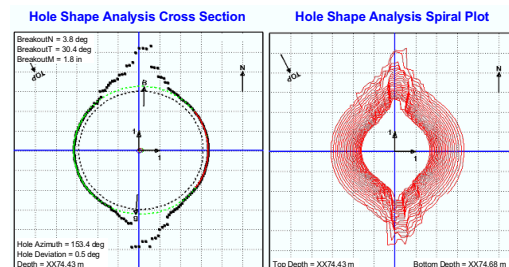 Hole Shape Analysis Cross Section
BreakoutN = 3.8 deg
BreakoutT = 30.4 deg
BreakoutM = 1.8 in
TOP
N
B
1
1
B
Hole Azimuth = 153.4 deg
Hole Deviation = 0.5 deg
Depth = XX74.43 m
Hole Shape Analysis Spiral Plot
TOP
N
1
1
Top Depth = XX74.43 m
Bottom Depth = XX74.68 m